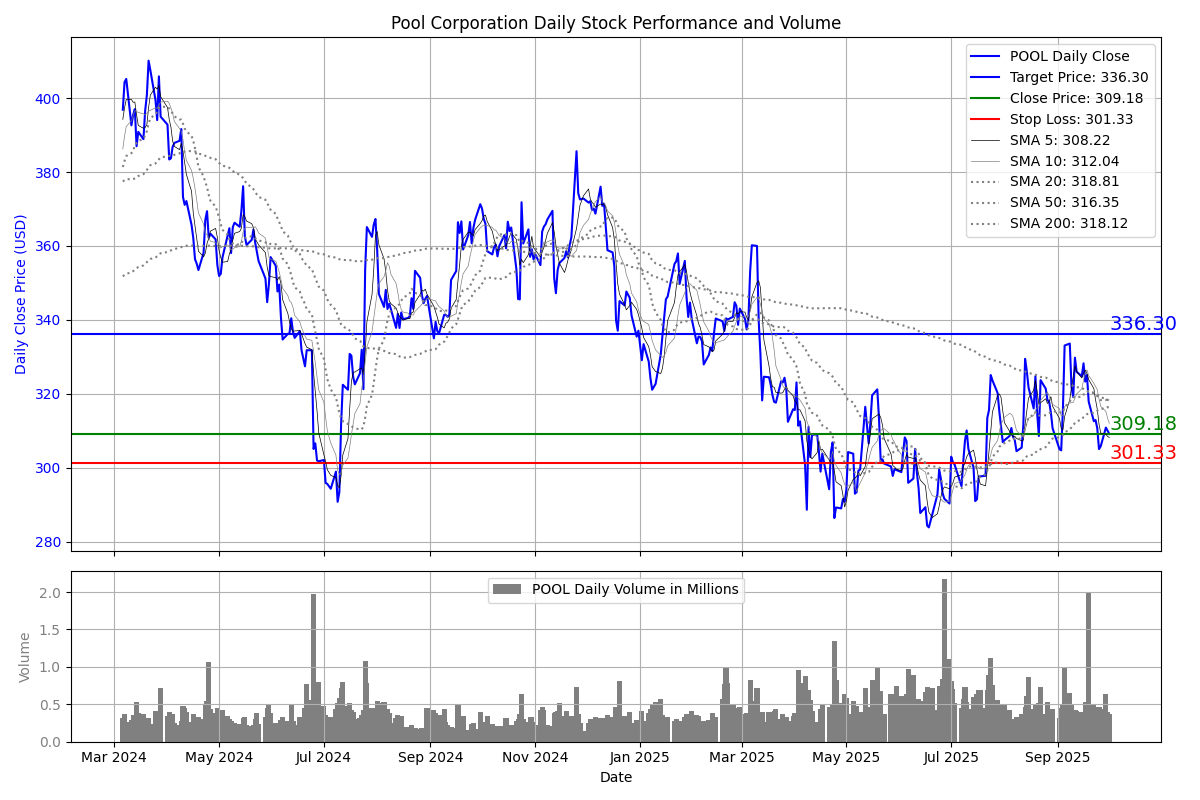 Pool Corporation Daily Stock Performance and Volume
Daily Close Price (USD)
400
380
360
340
320
300
280
POOL Daily Close
Target Price: 336.30
Close Price: 309.18
Stop Loss: 301.33
SMA 5: 308.22
SMA 10: 312.04
SMA 20: 318.81
SMA 50: 316.35
SMA 200: 318.12
336.30
309.18
301.33
POOL Daily Volume in Millions
Volume
2.0
1.5
1.0
0.5
0.0
Mar 2024 May 2024 Jul 2024 Sep 2024 Nov 2024 Jan 2025 Mar 2025 May 2025 Jul 2025 Sep 2025
Date